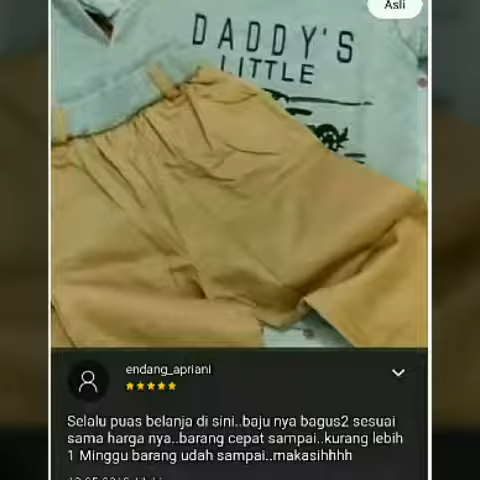 Asli
DADDY'S
LITTLE
endang_apriani
Selalu puas belanja di sini..baju nya bagus2 sesuai
sama harga nya..barang cepat sampai..kurang lebih
1 Minggu barang udah sampai..makasihhhh